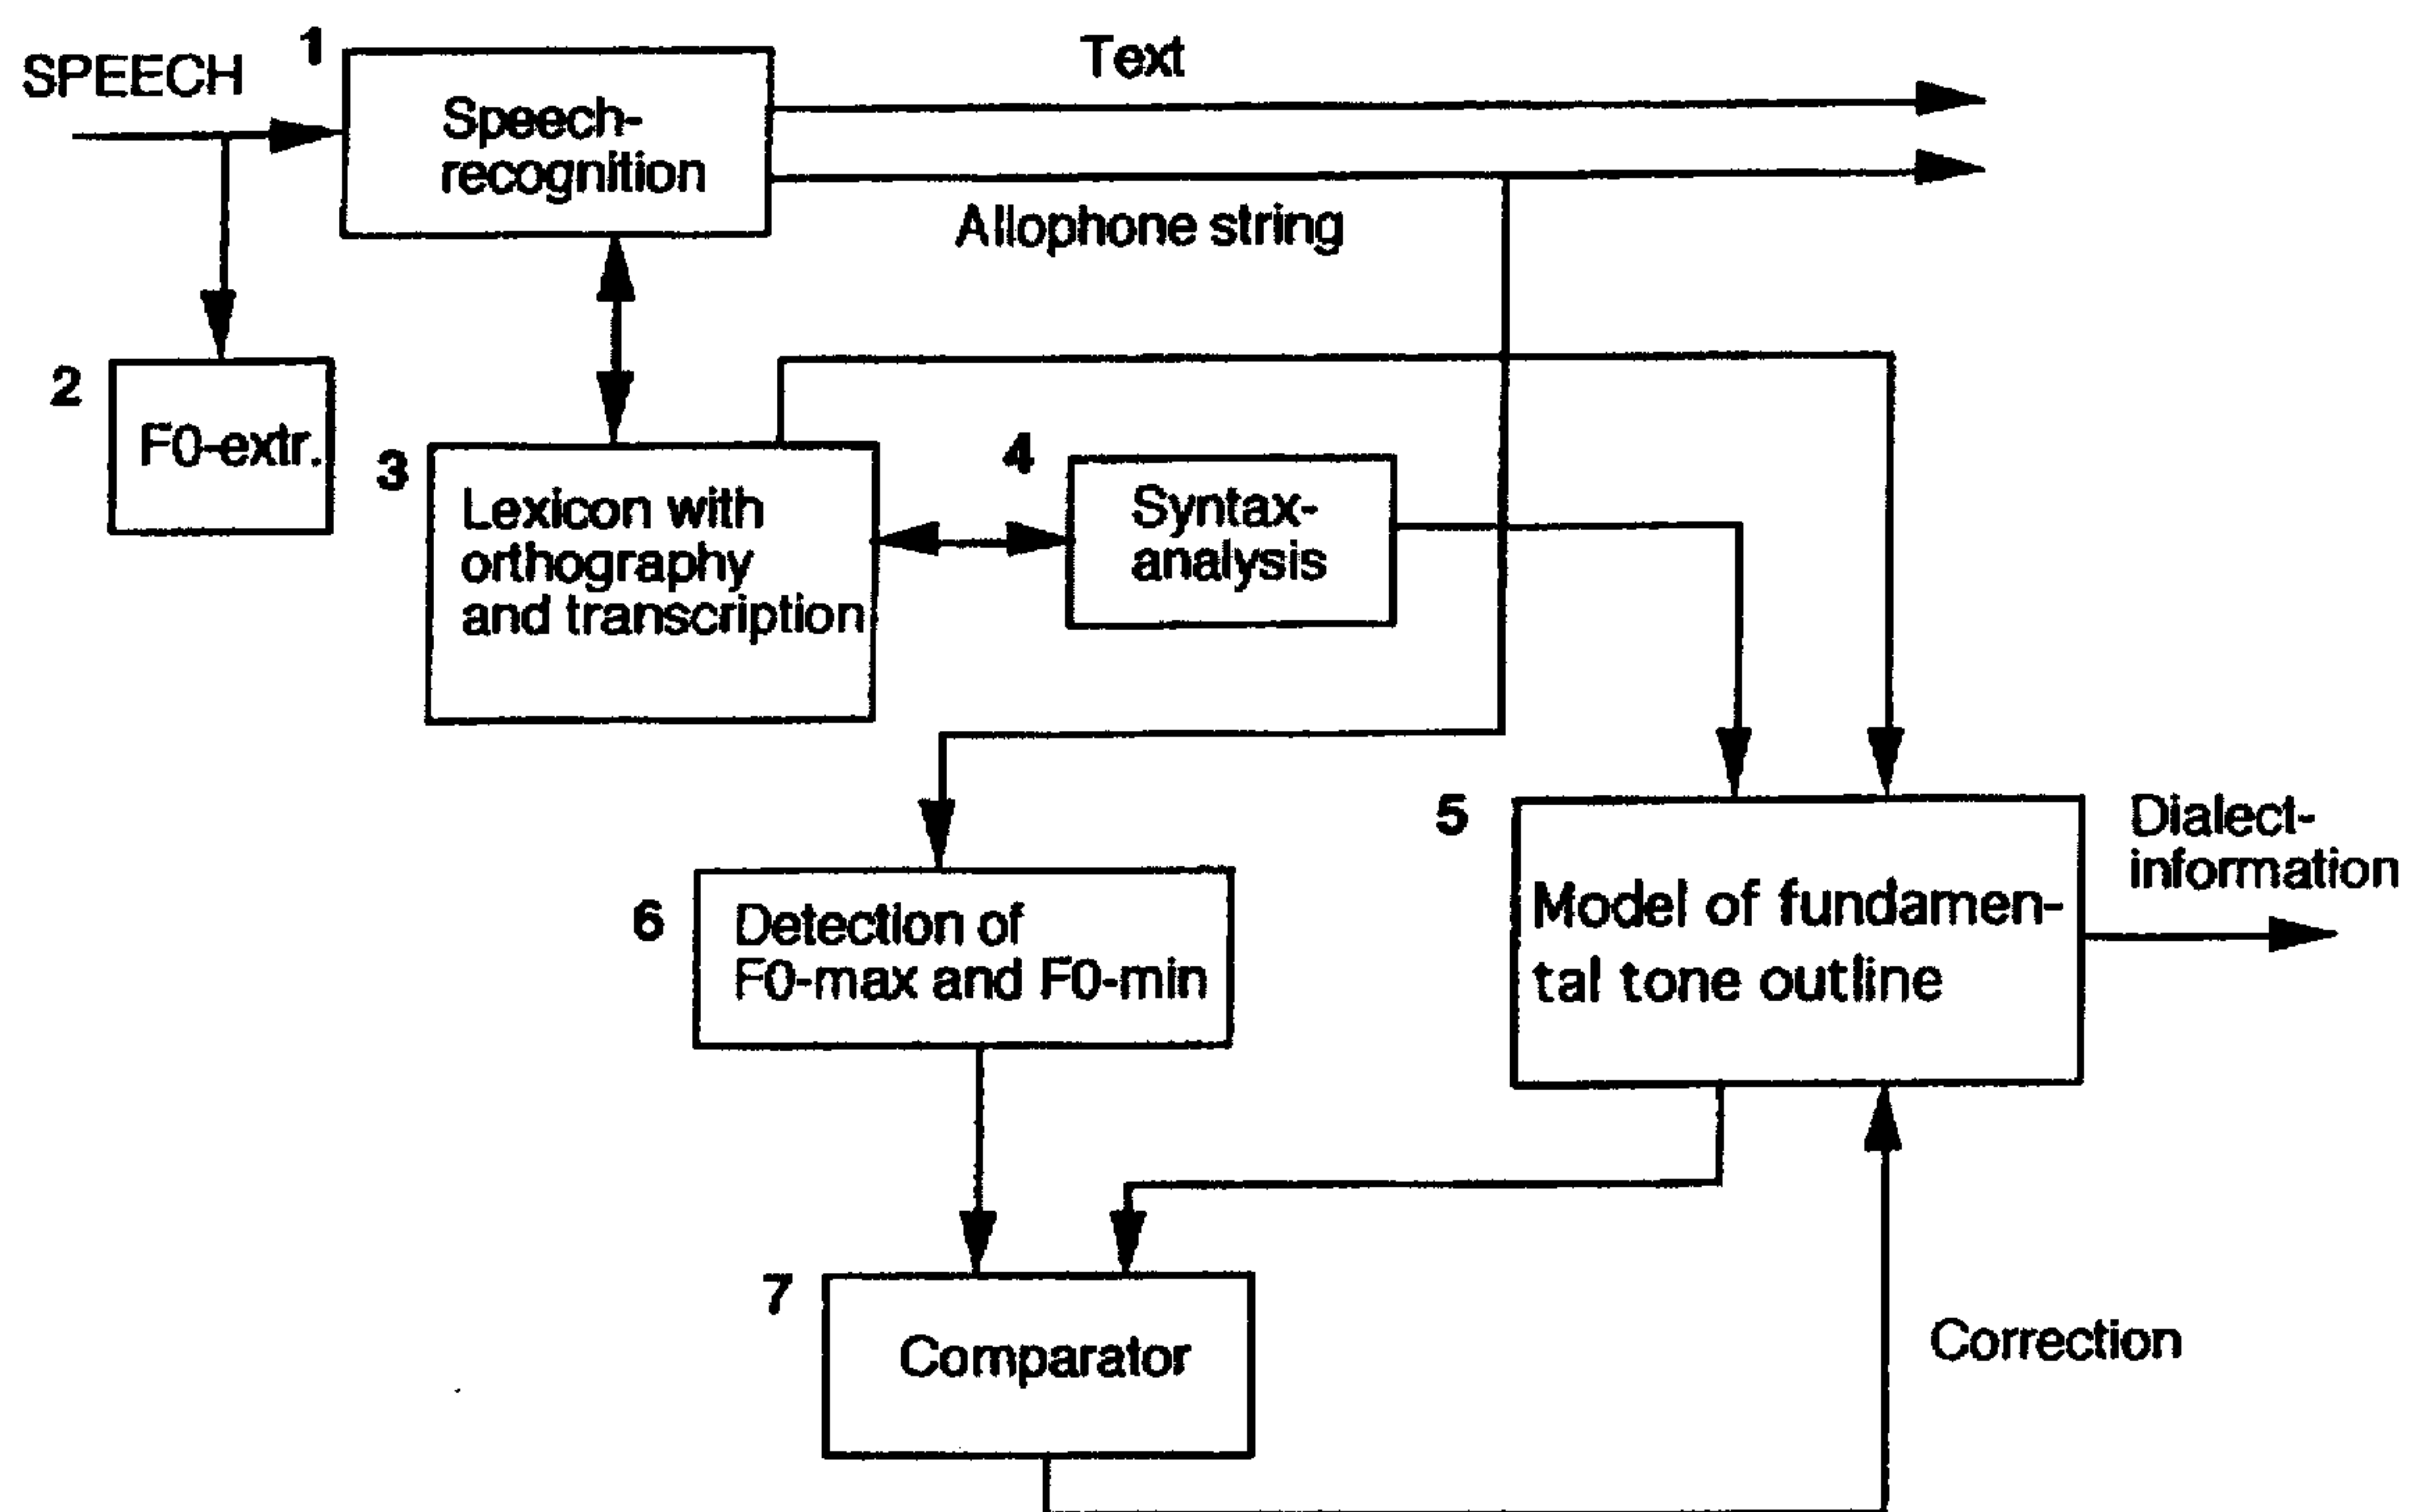 SPEECH
1
Speech-
recognition
Text
Allophone string
2
F0-extr.
3
Lexicon with
orthography
and transcription
4
Syntax-
analysis
5
Model of fundamen-
tal tone outline
Dialect-
information
6
Detection of
F0-max and F0-min
7
Comparator
Correction